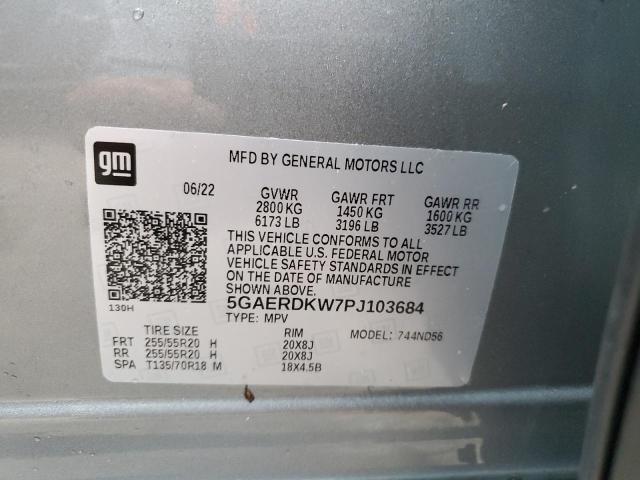 gm
MFD BY GENERAL MOTORS LLC
06/22 GVWR GAWR FRT GAWR RR
2800 KG 1450 KG 1600 KG
6173 LB 3196 LB 3527 LB
THIS VEHICLE CONFORMS TO ALL
APPLICABLE U.S. FEDERAL MOTOR
VEHICLE SAFETY STANDARDS IN EFFECT
ON THE DATE OF MANUFACTURE
SHOWN ABOVE.
130H 5GAERDKW7PJ103684
TYPE: MPV
TIRE SIZE RIM MODEL: 744ND56
FRT 255/55R20 H 20X8J
RR 255/55R20 H 20X8J
SPA T135/70R18 M 18X4.5B